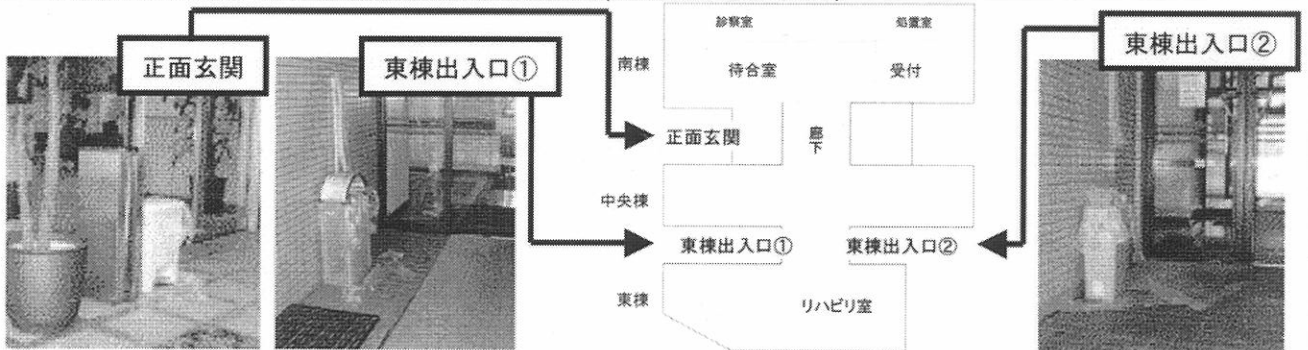 正面玄関
東棟出入口①
診察室
処置室
南棟
待合室
受付
正面玄関
廊下
中央棟
東棟出入口①
東棟出入口②
東棟
リハビリ室
東棟出入口②